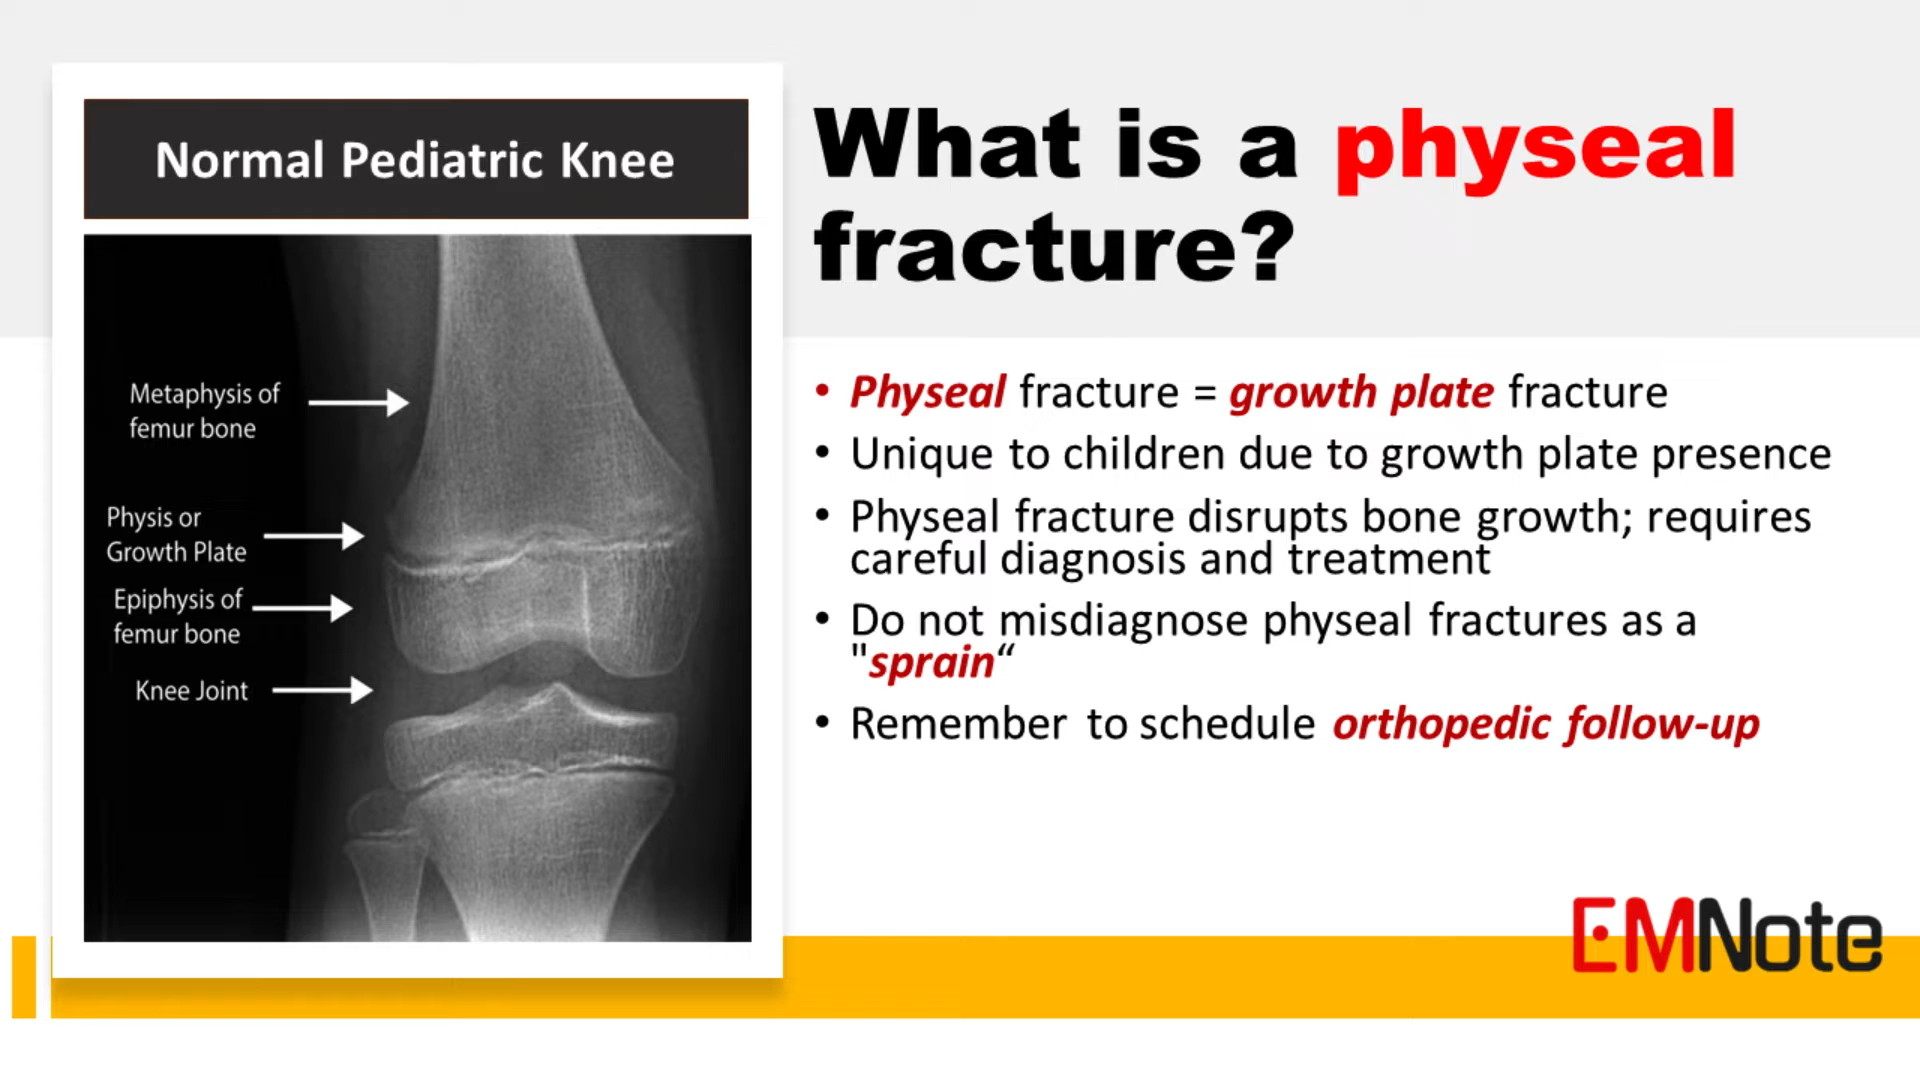 Normal Pediatric Knee
Metaphysis of
femur bone
Physis or
Growth Plate
Epiphysis of
femur bone
Knee Joint
What is a physeal
fracture?
• Physeal fracture = growth plate fracture
• Unique to children due to growth plate presence
• Physeal fracture disrupts bone growth; requires
careful diagnosis and treatment
• Do not misdiagnose physeal fractures as a
"sprain“
• Remember to schedule orthopedic follow-up
EMNote